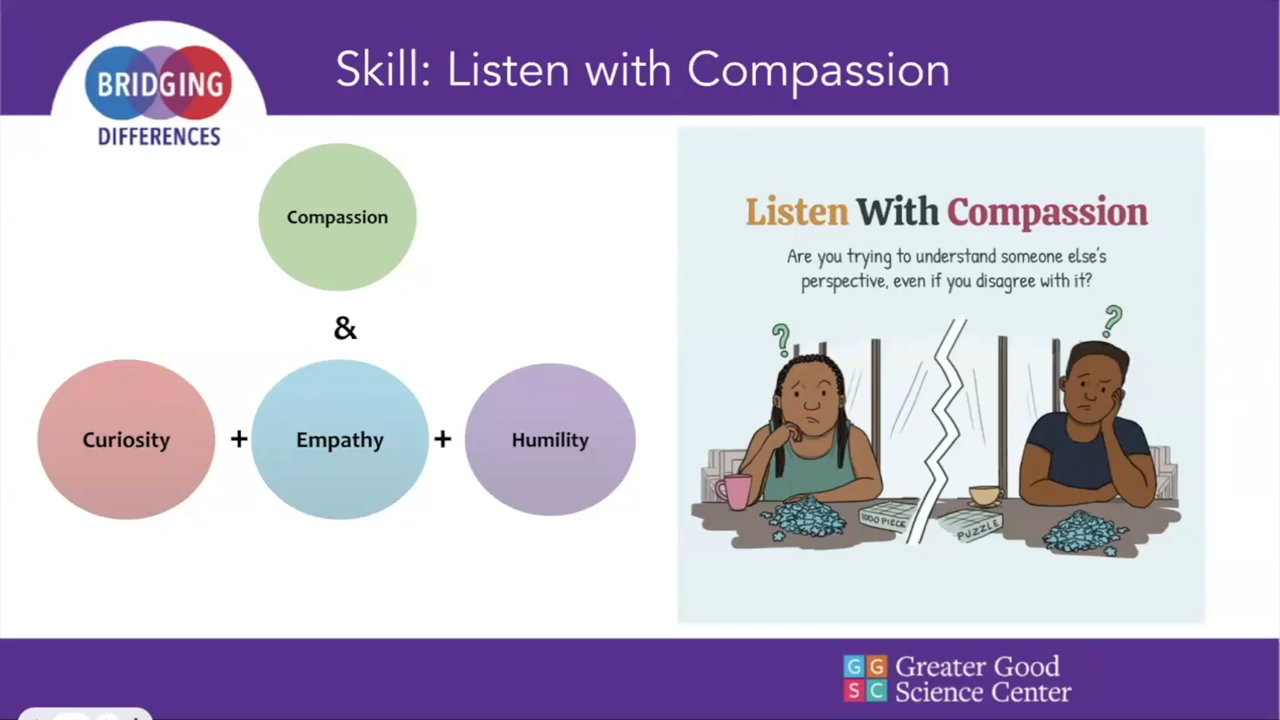 BRIDGING
DIFFERENCES
Skill: Listen with Compassion
Compassion
&
Curiosity + Empathy + Humility
Listen With Compassion
Are you trying to understand someone else's
perspective, even if you disagree with it?
? ?
1000 PIECE
PUZZLE
G G
S C
Greater Good
Science Center